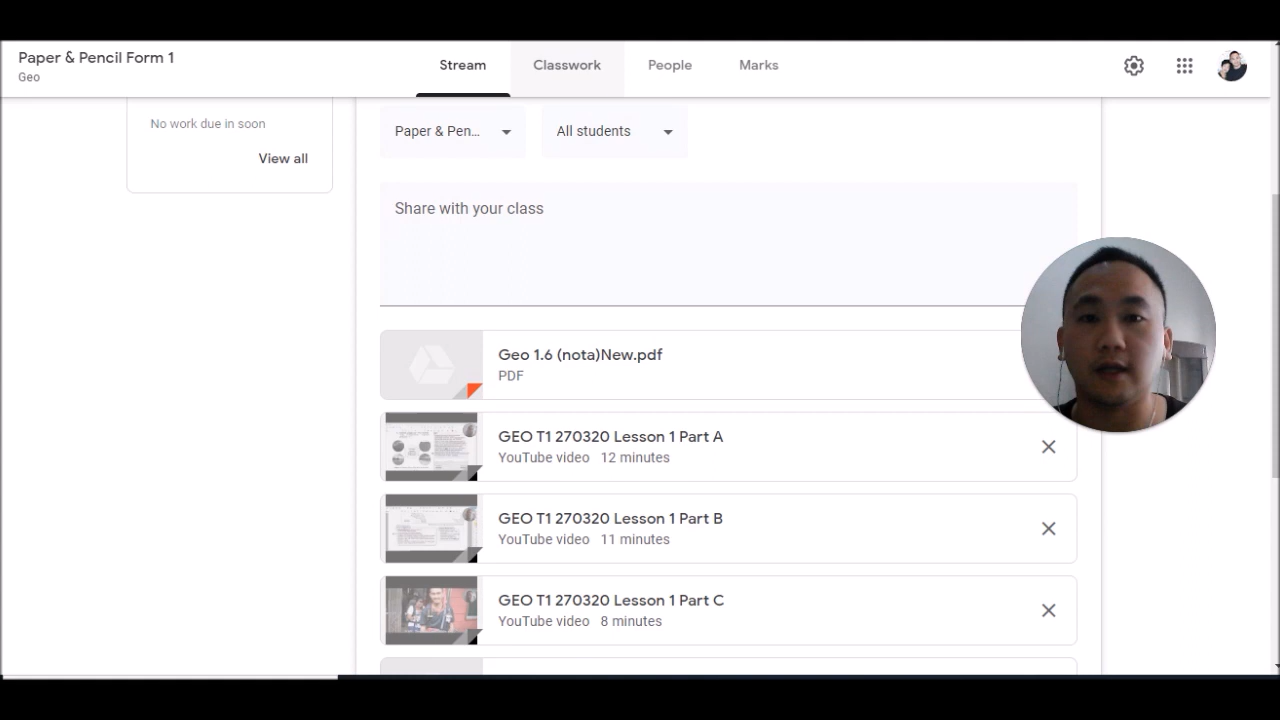 Paper & Pencil Form 1
Geo
Stream
Classwork
People
Marks
No work due in soon
View all
Paper & Pen...
All students
Share with your class
Geo 1.6 (nota)New.pdf
PDF
GEO T1 270320 Lesson 1 Part A
YouTube video 12 minutes
GEO T1 270320 Lesson 1 Part B
YouTube video 11 minutes
GEO T1 270320 Lesson 1 Part C
YouTube video 8 minutes